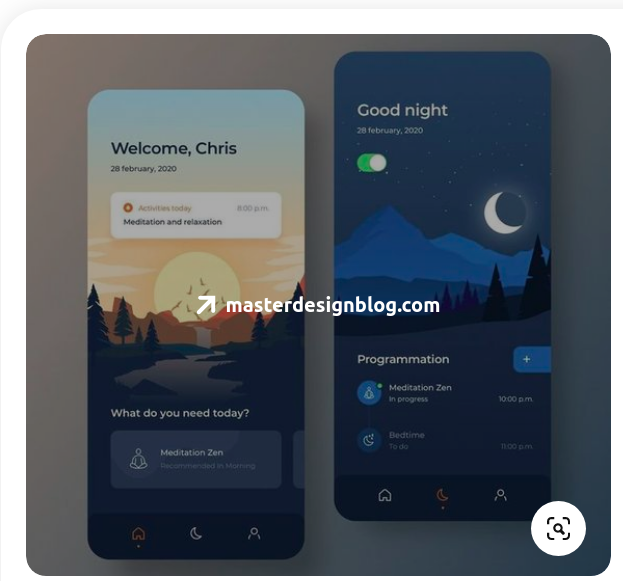 Welcome, Chris
28 february, 2020
Activities today
8:00 p.m.
Meditation and relaxation
What do you need today?
Meditation Zen
Recommended in Morning
masterdesignblog.com
Good night
28 february, 2020
Programmation
+
Meditation Zen
In progress
10:00 p.m.
Bedtime
To do
11:00 p.m.